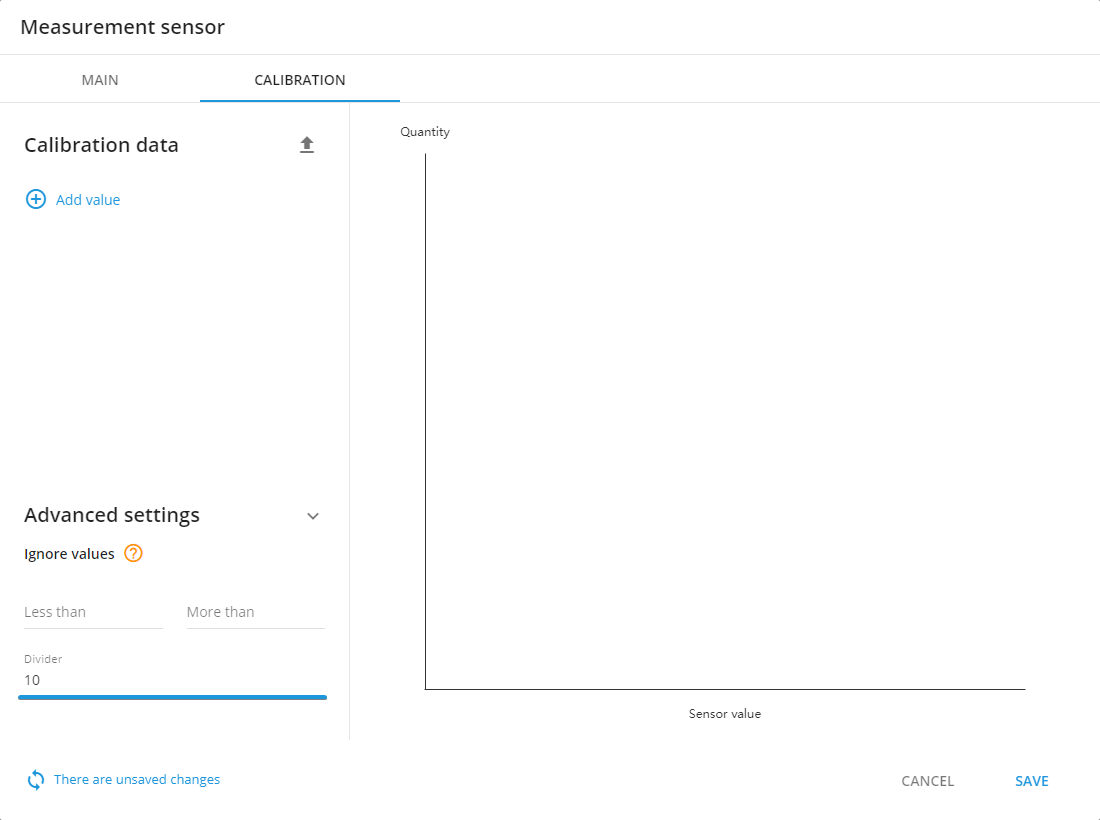 Measurement sensor
MAIN
CALIBRATION
Calibration data
Add value
Advanced settings
Ignore values
Less than
More than
Divider
10
Quantity
Sensor value
There are unsaved changes
CANCEL
SAVE